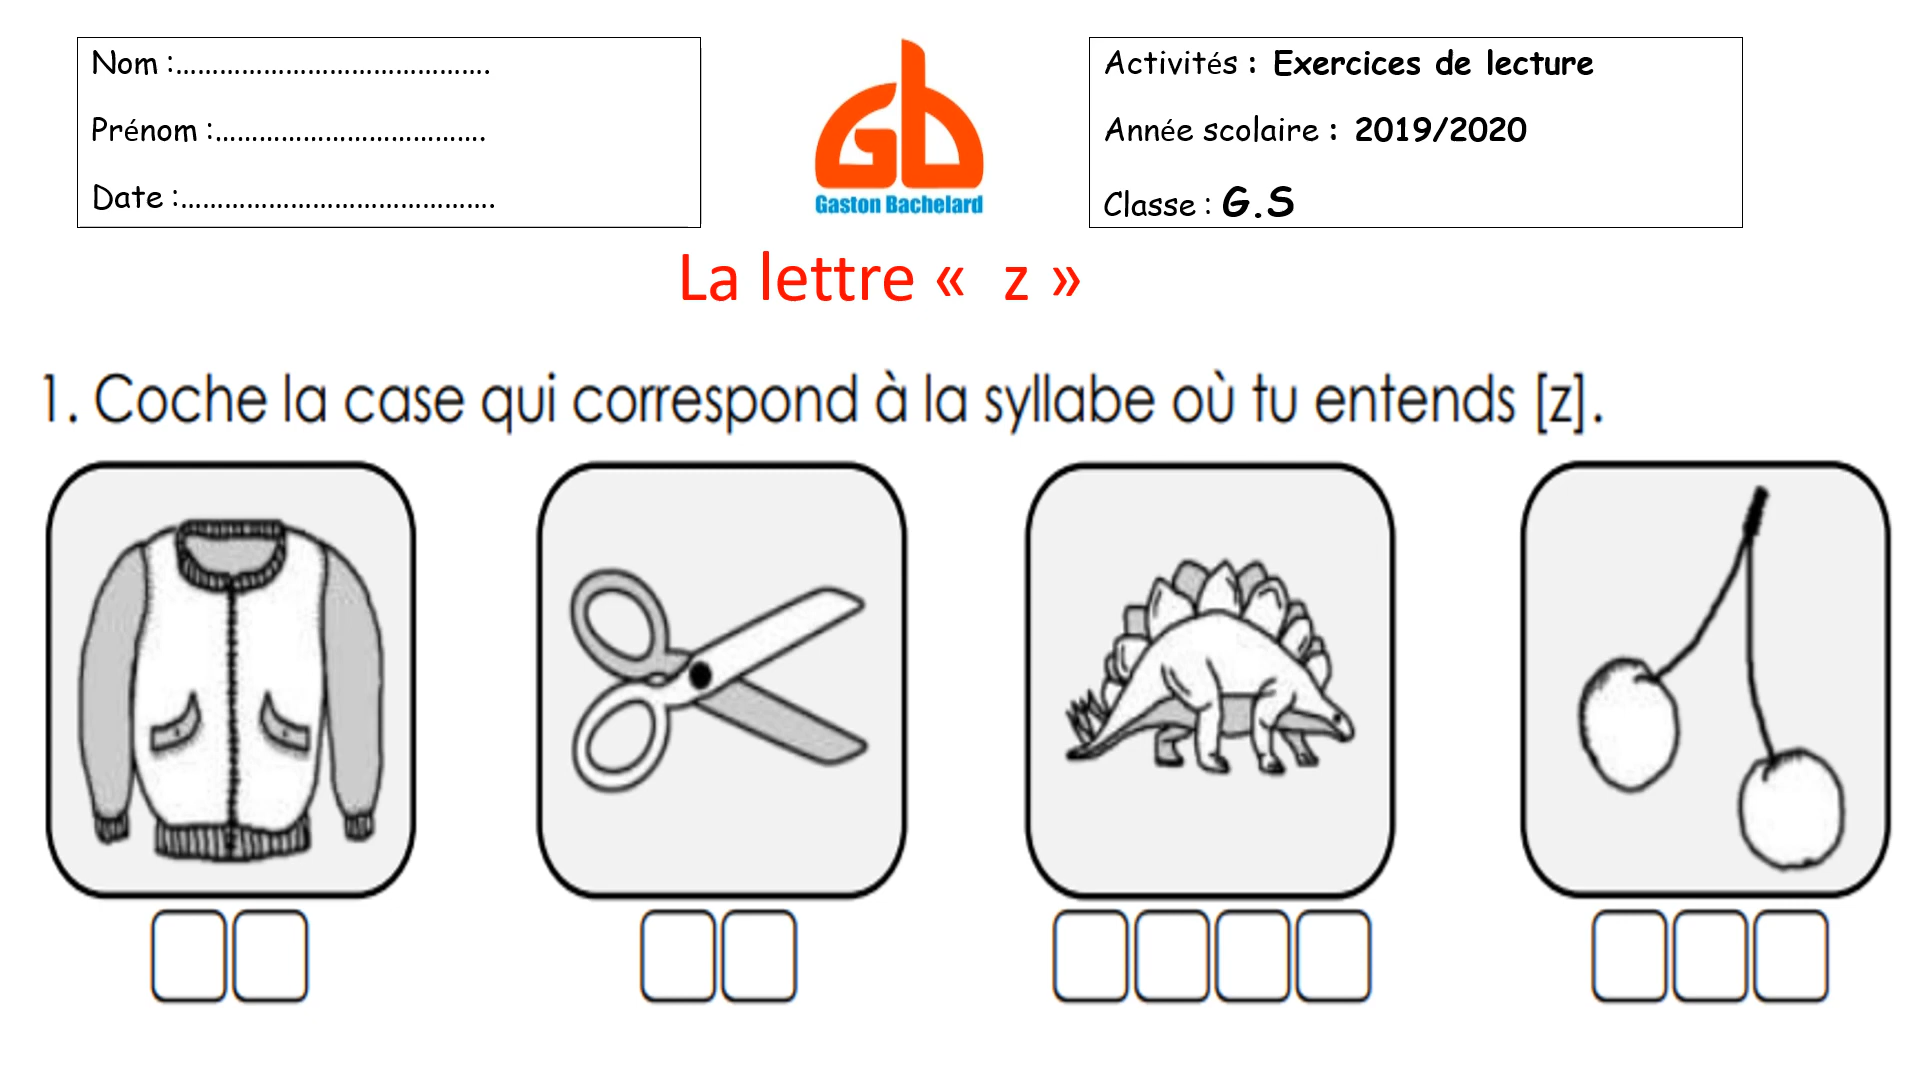 Nom :...........................................
Prénom :.....................................
Date :...........................................
Gb
Gaston Bachelard
Activités : Exercices de lecture
Année scolaire : 2019/2020
Classe : G.S
La lettre «  z »
1. Coche la case qui correspond à la syllabe où tu entends [z].